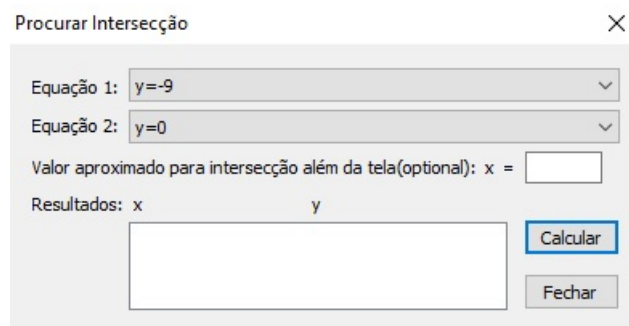 Procurar Intersecção
Equação 1: y=-9
Equação 2: y=0
Valor aproximado para intersecção além da tela(optional): x =
Resultados: x y
Calcular
Fechar